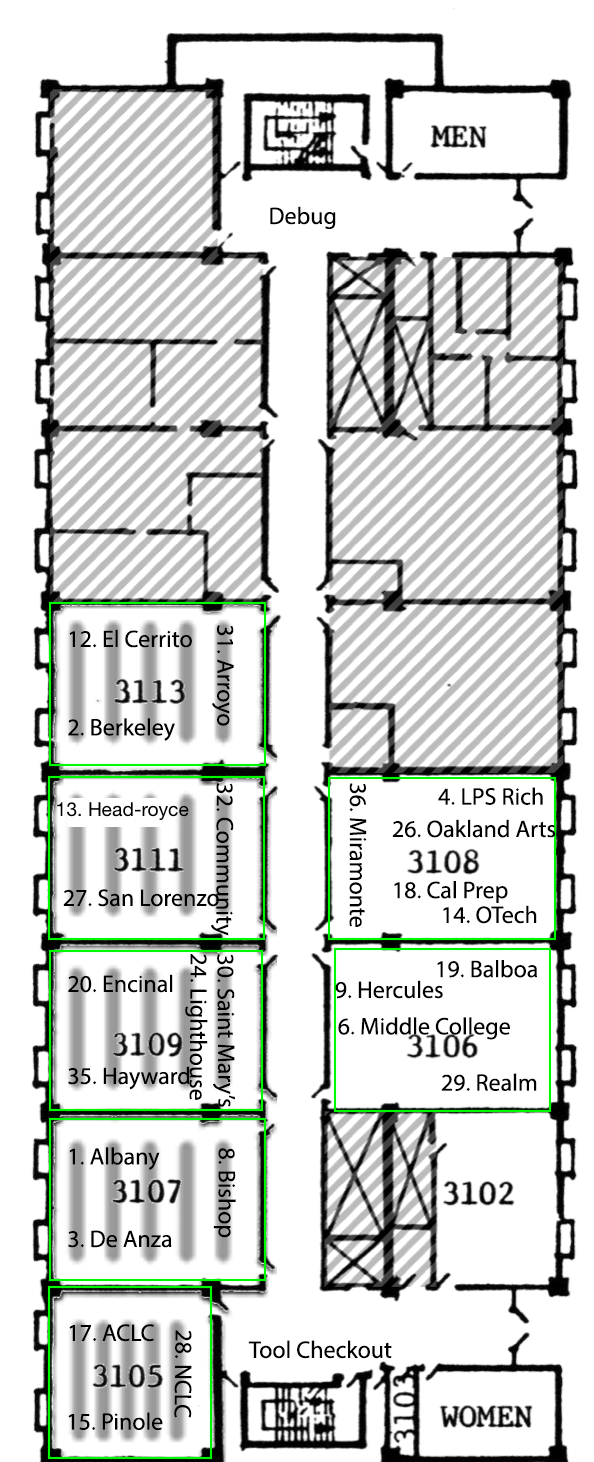 MEN
Debug
12. El Cerrito
31. Arroyo
3113
2. Berkeley
13. Head-royce
32. Community
3111
27. San Lorenzo
36. Miramonte
4. LPS Rich
26. Oakland Arts
3108
18. Cal Prep
14. OTech
20. Encinal
24. Lighthouse
30. Saint Mary's
3109
35. Hayward
19. Balboa
9. Hercules
6. Middle College
3106
29. Realm
1. Albany
8. Bishop
3107
3. De Anza
3102
17. ACLC
28. NCLC
3105
15. Pinole
Tool Checkout
3103
WOMEN